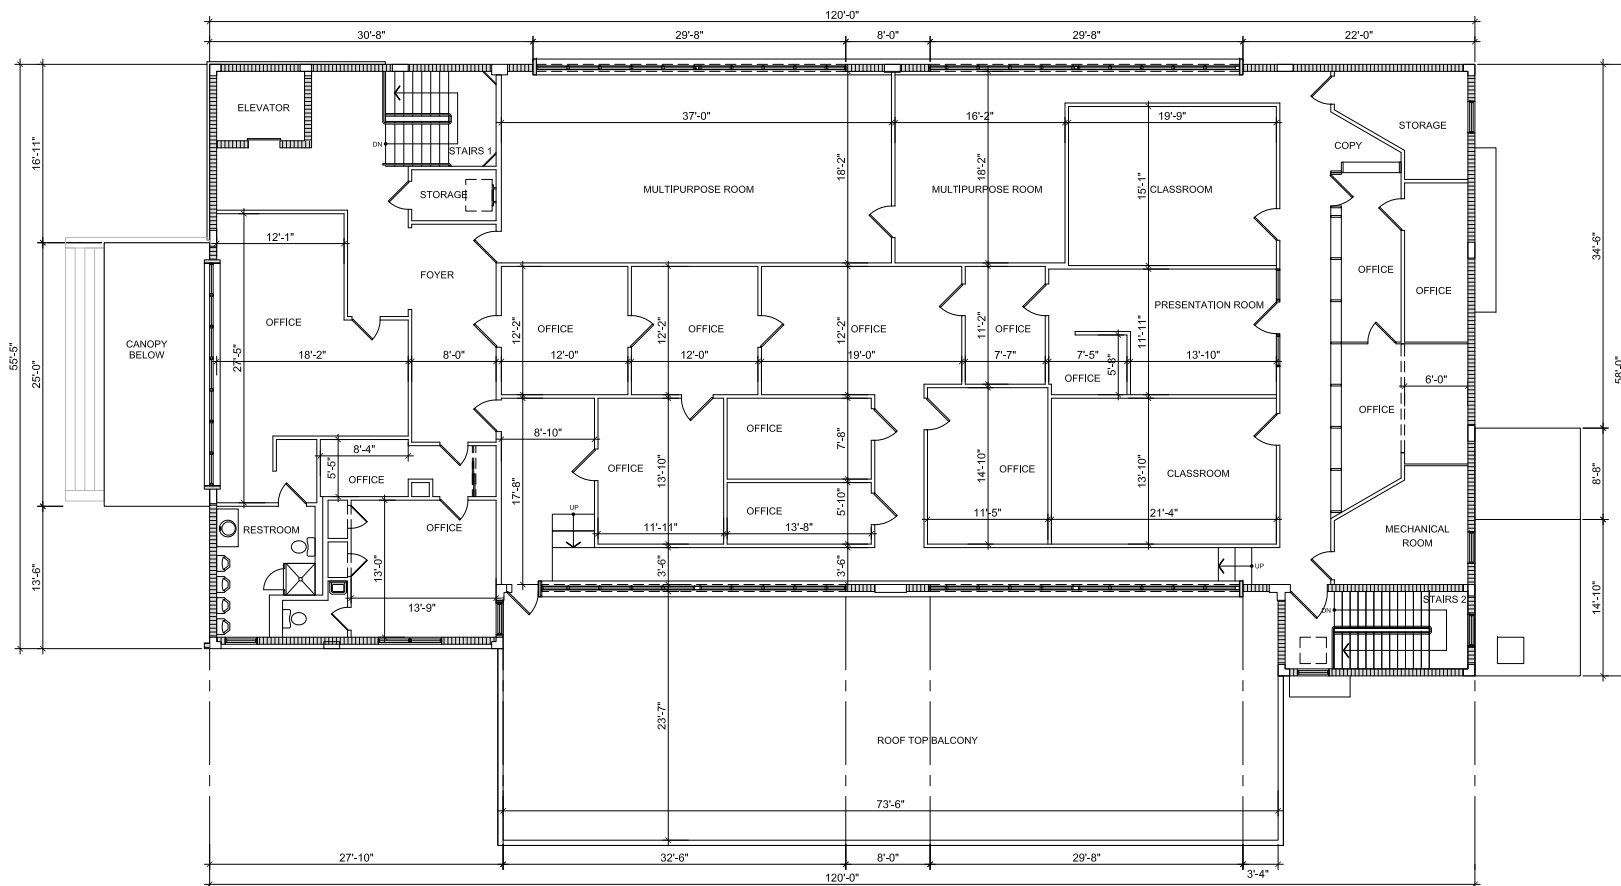 120'-0"
30'-8"
29'-8"
8'-0"
29'-8"
22'-0"
ELEVATOR
37'-0"
16'-2"
19'-9"
STORAGE
DN
STAIRS 1
COPY
16'-11"
18'-2"
18'-2"
15'-1"
STORAGE
MULTIPURPOSE ROOM
MULTIPURPOSE ROOM
CLASSROOM
12'-1"
34'-6"
FOYER
OFFICE
OFFICE
PRESENTATION ROOM
OFFICE
OFFICE
OFFICE
OFFICE
OFFICE
OFFICE
12'-2"
12'-2"
12'-2"
11'-2"
11'-11"
CANOPY
BELOW
55'-5"
25'-0"
27'-5"
18'-2"
8'-0"
12'-0"
12'-0"
19'-0"
7'-7"
7'-5"
5'-8"
13'-10"
58'-0"
OFFICE
6'-0"
OFFICE
OFFICE
8'-10"
7'-8"
8'-4"
5'-5"
OFFICE
OFFICE
13'-10"
14'-10"
OFFICE
13'-10"
CLASSROOM
8'-8"
17'-8"
UP
OFFICE
5'-10"
RESTROOM
OFFICE
11'-11"
13'-8"
11'-5"
21'-4"
MECHANICAL
ROOM
13'-6"
13'-0"
3'-6"
3'-6"
UP
14'-10"
13'-9"
DN
STAIRS 2
23'-7"
ROOF TOP BALCONY
73'-6"
27'-10"
32'-6"
8'-0"
29'-8"
3'-4"
120'-0"